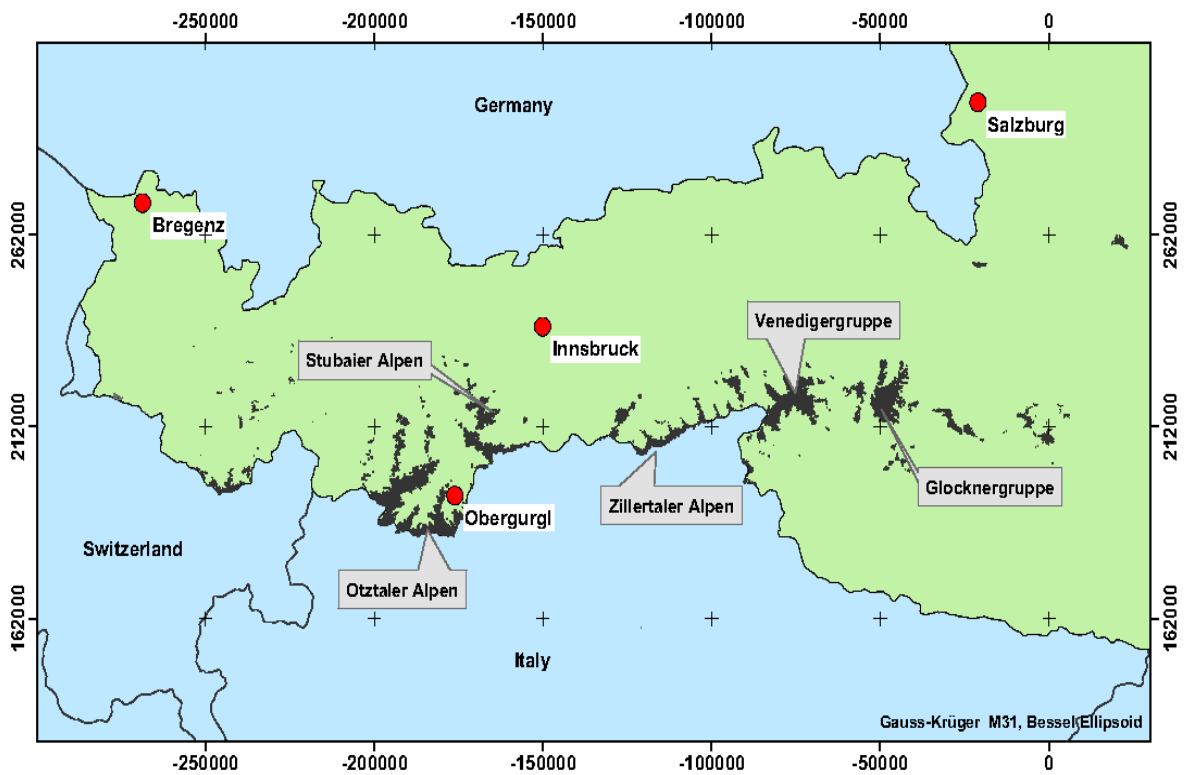 -250000 -200000 -150000 -100000 -50000 0
Germany
Salzburg
Bregenz
262000 262000
Venedigergruppe
Innsbruck
Stubaier Alpen
212000 212000
Glocknergruppe
Zillertaler Alpen
Obergurgl
Switzerland
Otztaler Alpen
162000 162000
Italy
Gauss-Krüger M31, Bessel Ellipsoid
-250000 -200000 -150000 -100000 -50000 0